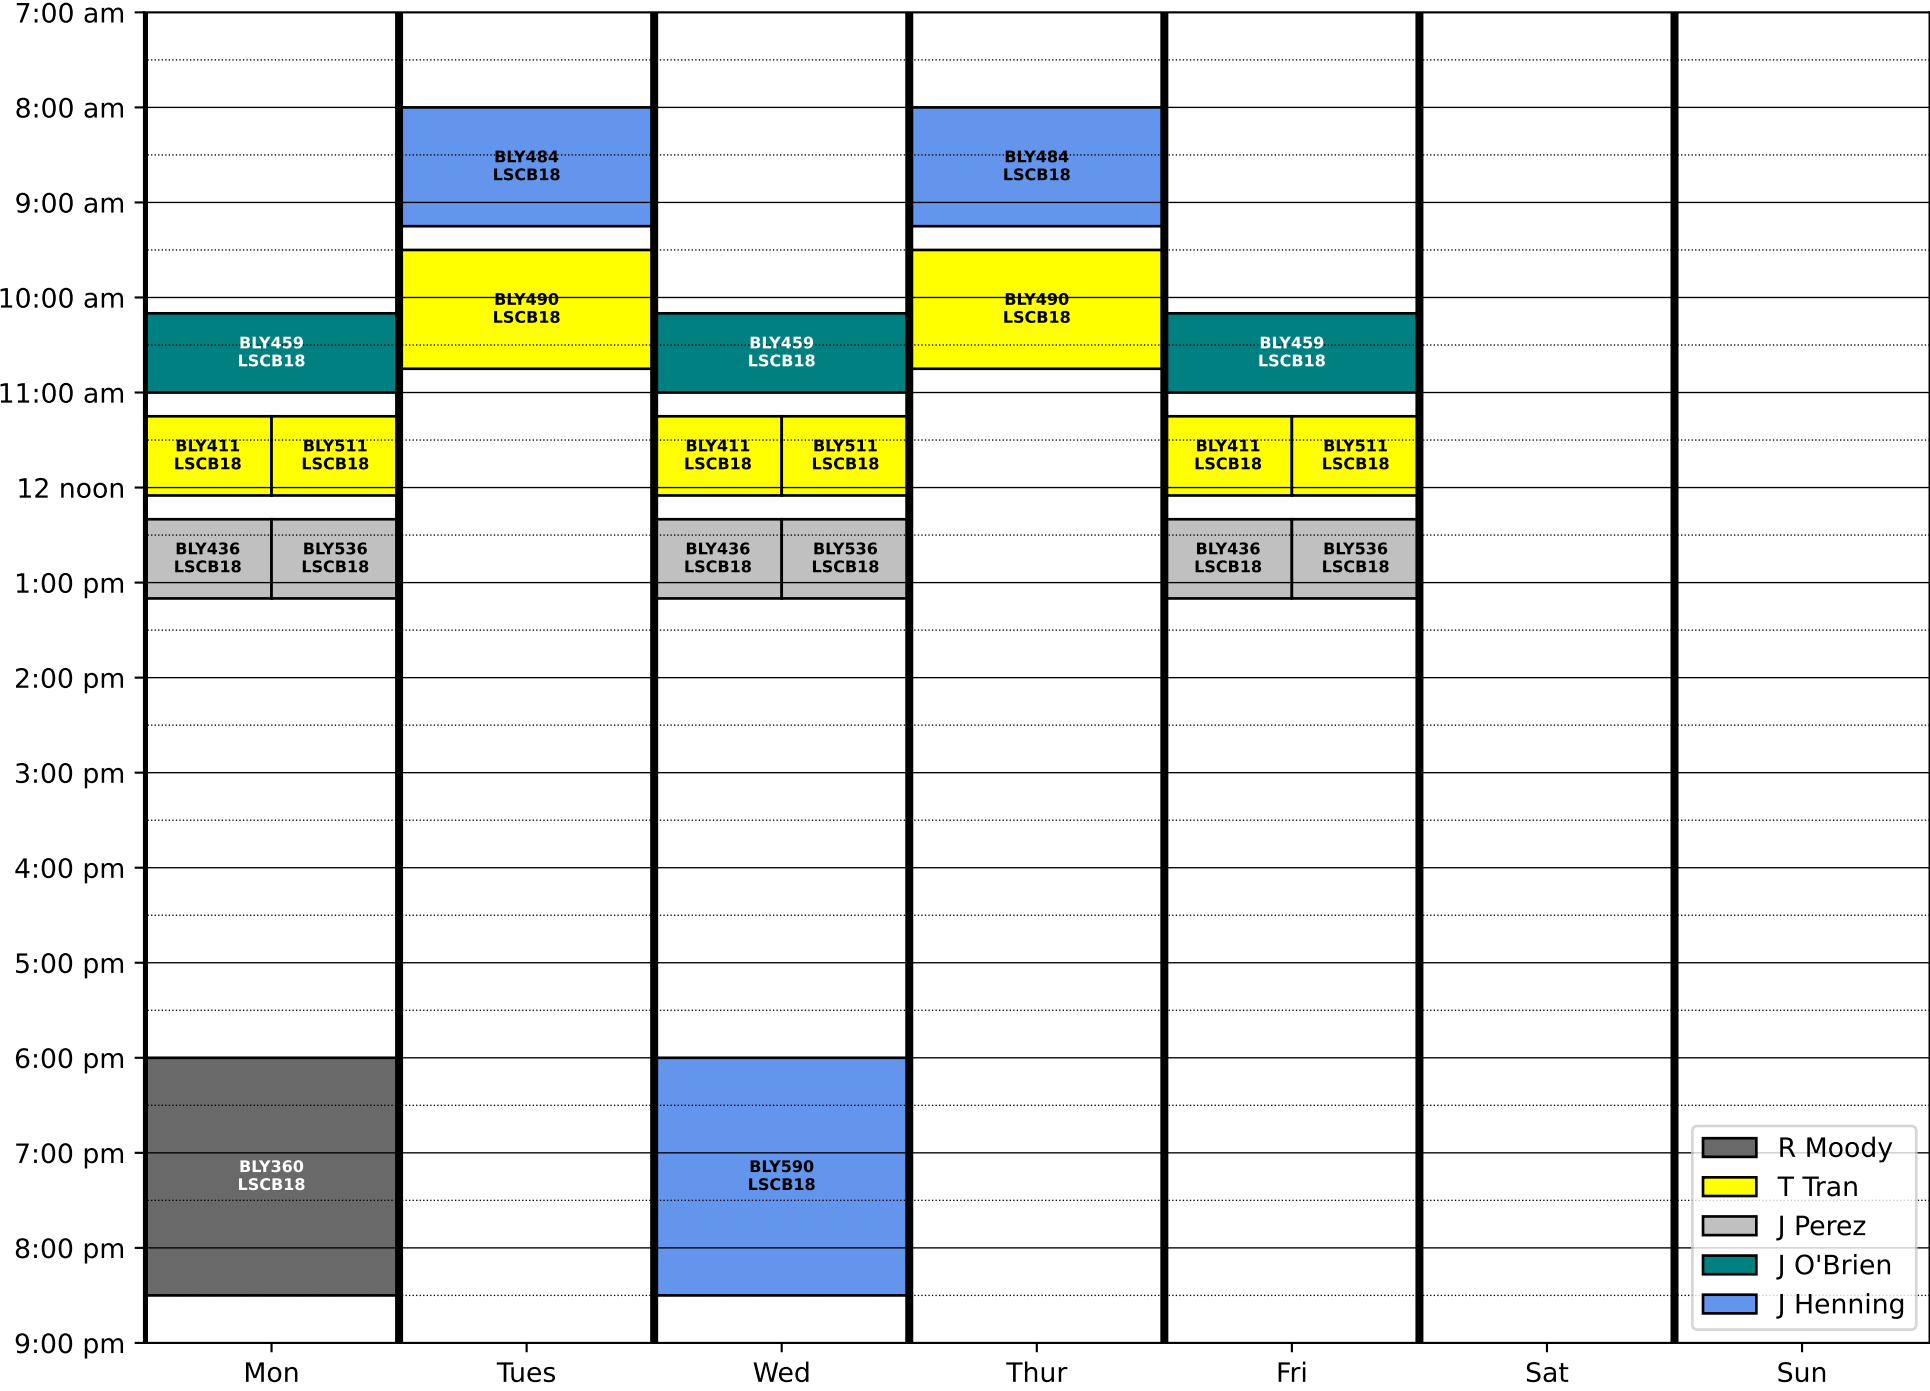 7:00 am
8:00 am
BLY484
LSCB18
BLY484
LSCB18
9:00 am
10:00 am
BLY490
LSCB18
BLY490
LSCB18
BLY459
LSCB18
BLY459
LSCB18
BLY459
LSCB18
11:00 am
BLY411
LSCB18
BLY511
LSCB18
BLY411
LSCB18
BLY511
LSCB18
BLY411
LSCB18
BLY511
LSCB18
12 noon
BLY436
LSCB18
BLY536
LSCB18
BLY436
LSCB18
BLY536
LSCB18
BLY436
LSCB18
BLY536
LSCB18
1:00 pm
2:00 pm
3:00 pm
4:00 pm
5:00 pm
6:00 pm
7:00 pm
BLY360
LSCB18
BLY590
LSCB18
8:00 pm
9:00 pm
R Moody
T Tran
J Perez
J O'Brien
J Henning
Mon
Tues
Wed
Thur
Fri
Sat
Sun